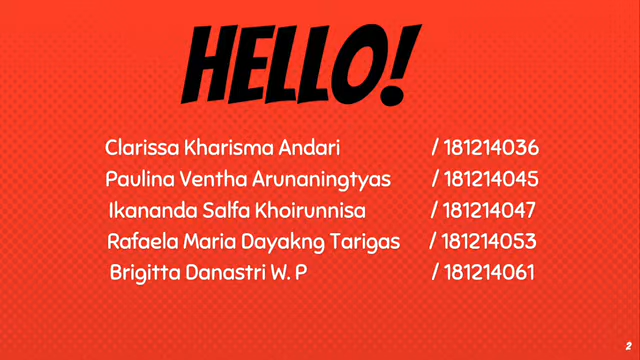 HELLO!
Clarissa Kharisma Andari / 181214036
Paulina Ventha Arunaningtyas / 181214045
Ikananda Salfa Khoirunnisa / 181214047
Rafaela Maria Dayakng Tarigas / 181214053
Brigitta Danastri W. P / 181214061
2